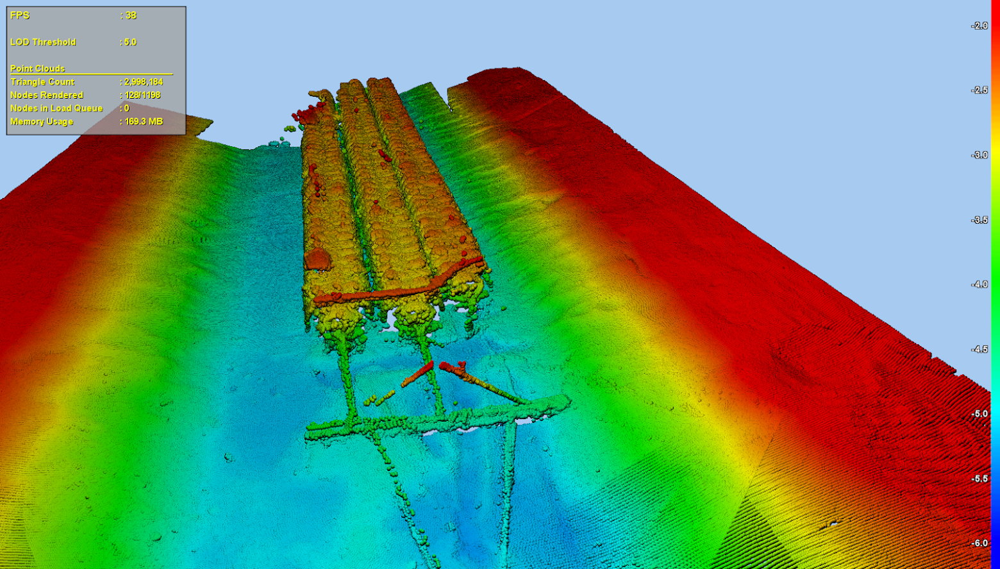 FPS : 38
LOD Threshold : 5.0
Point Clouds
Triangle Count : 2,998,184
Nodes Rendered : 128/1198
Nodes in Load Queue : 0
Memory Usage : 169.3 MB
-2.0
-2.5
-3.0
-3.5
-4.0
-4.5
-5.0
-5.5
-6.0